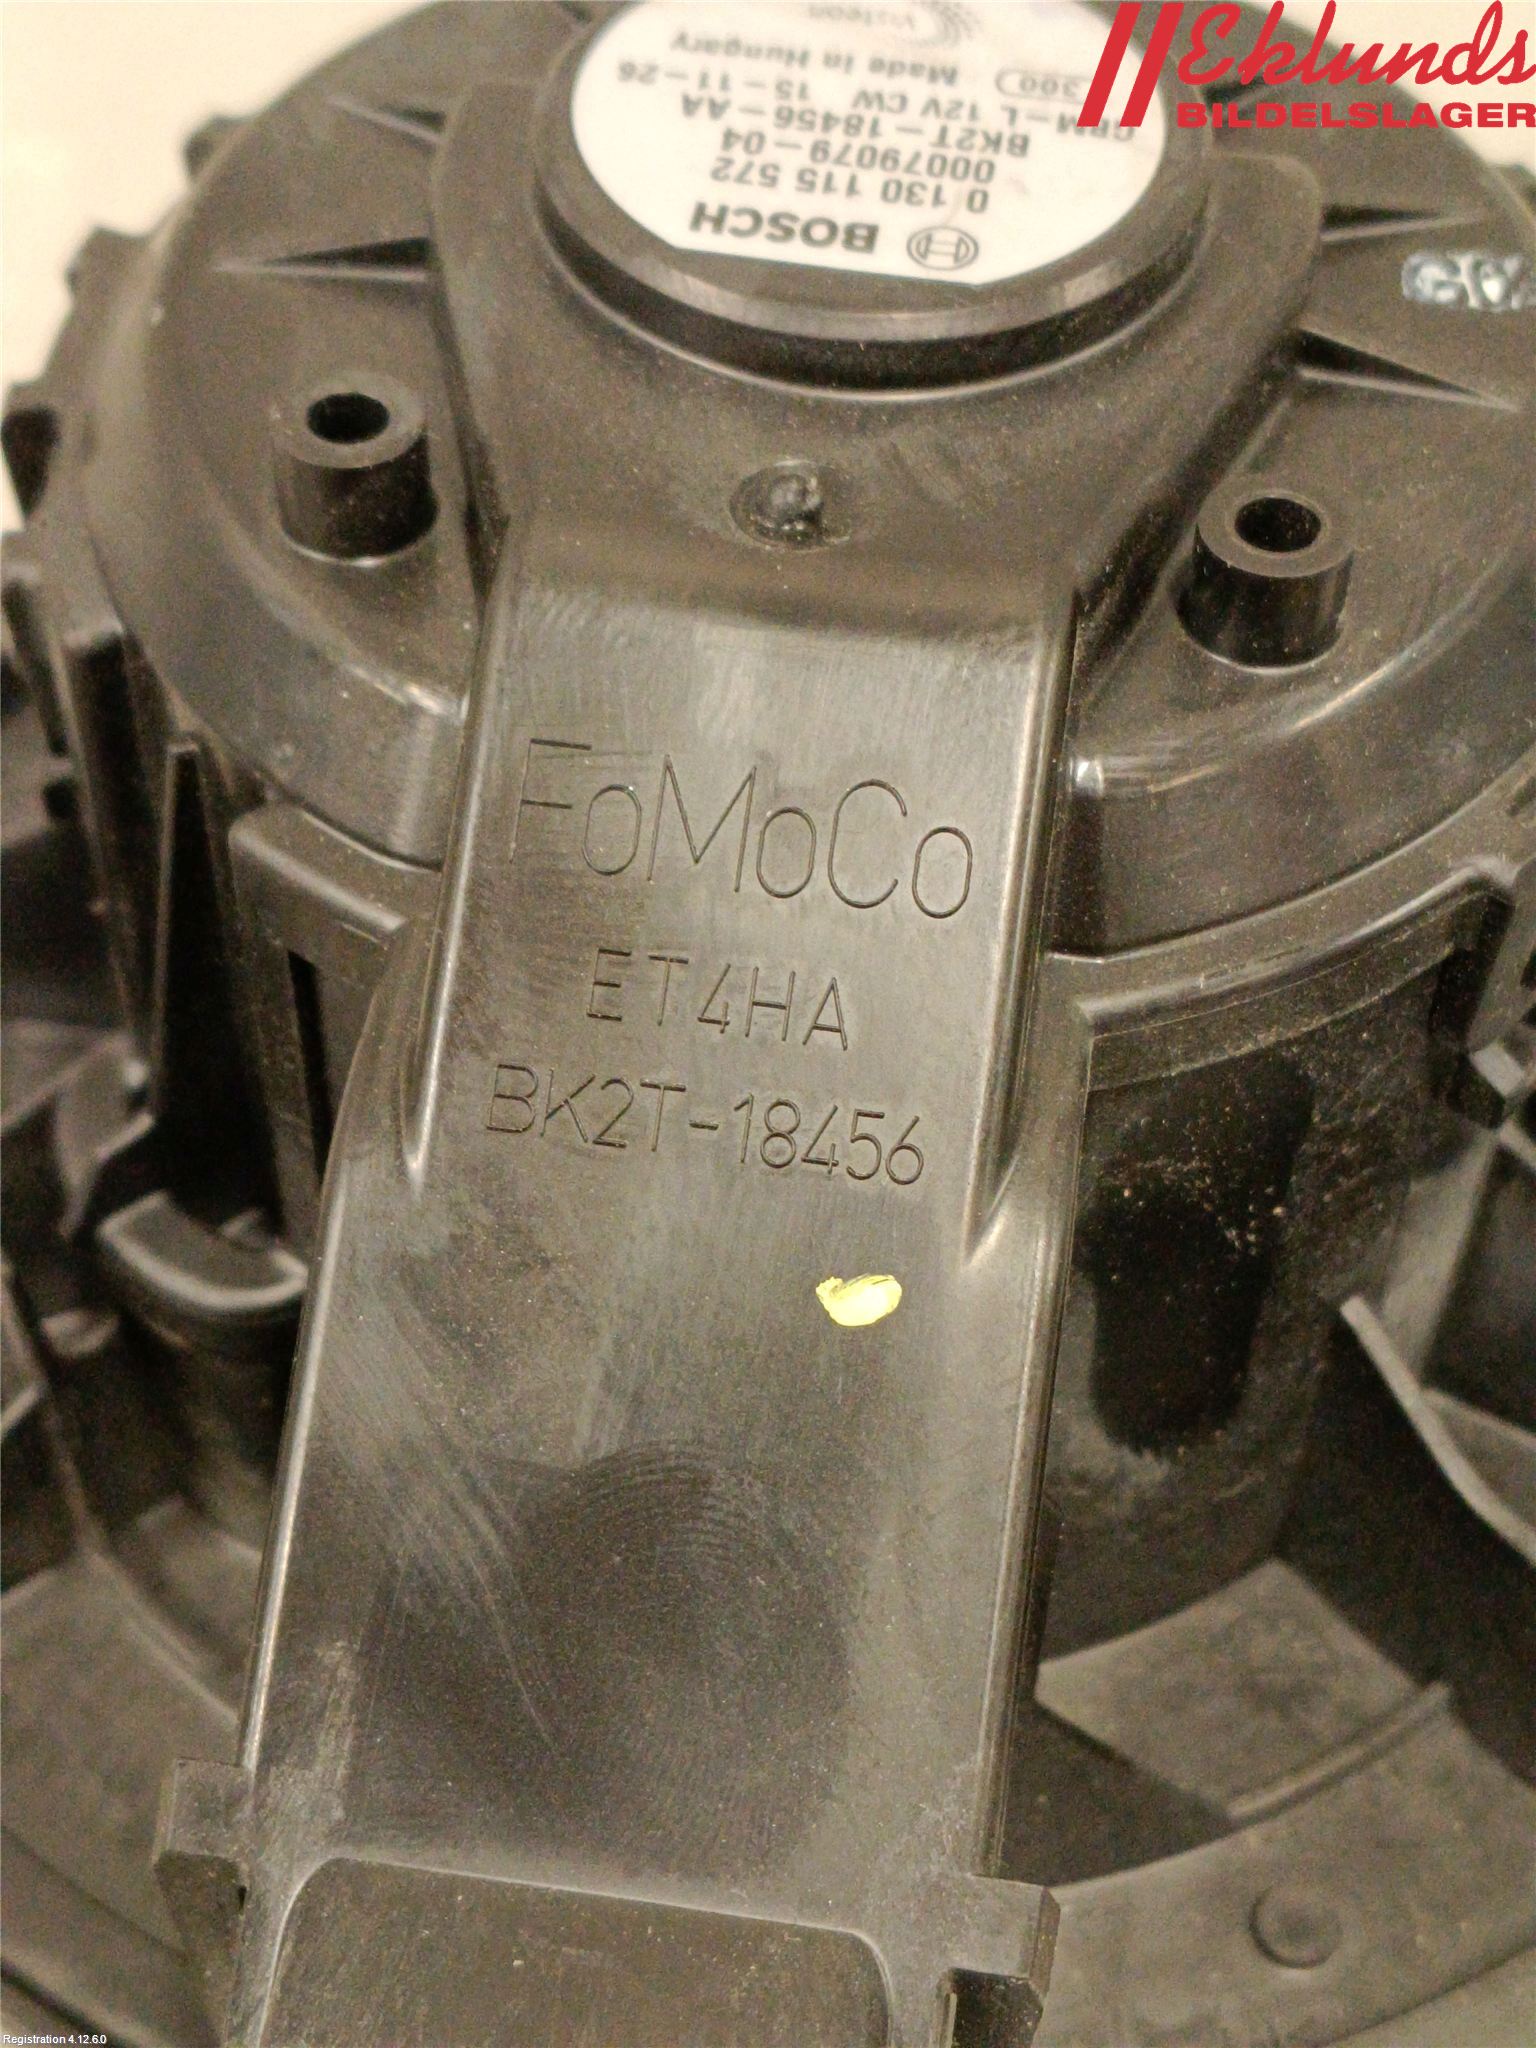 Eklunds
BILDELSLAGER
BOSCH
0 130 115 572
00079079-04
BK2T-18456-AA
L 12V CW 15-11-26
300 Made in Hungary
FoMoCo
ET4HA
BK2T-18456
Registration 4.12.6.0